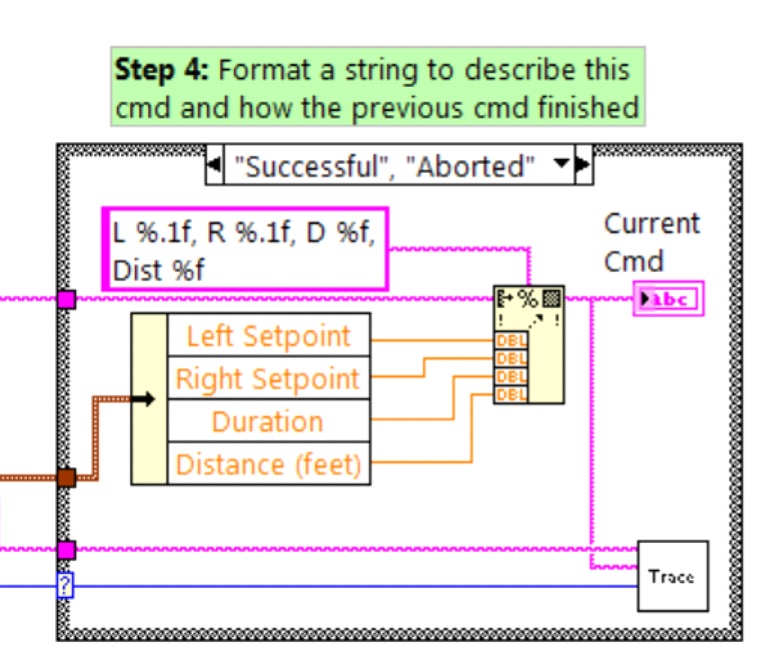 Step 4: Format a string to describe this
cmd and how the previous cmd finished
"Successful", "Aborted"
L %.1f, R %.1f, D %f,
Dist %f
Current
Cmd
abc
%
! !
Left Setpoint
Right Setpoint
Duration
Distance (feet)
DBL
DBL
DBL
DBL
?
Trace